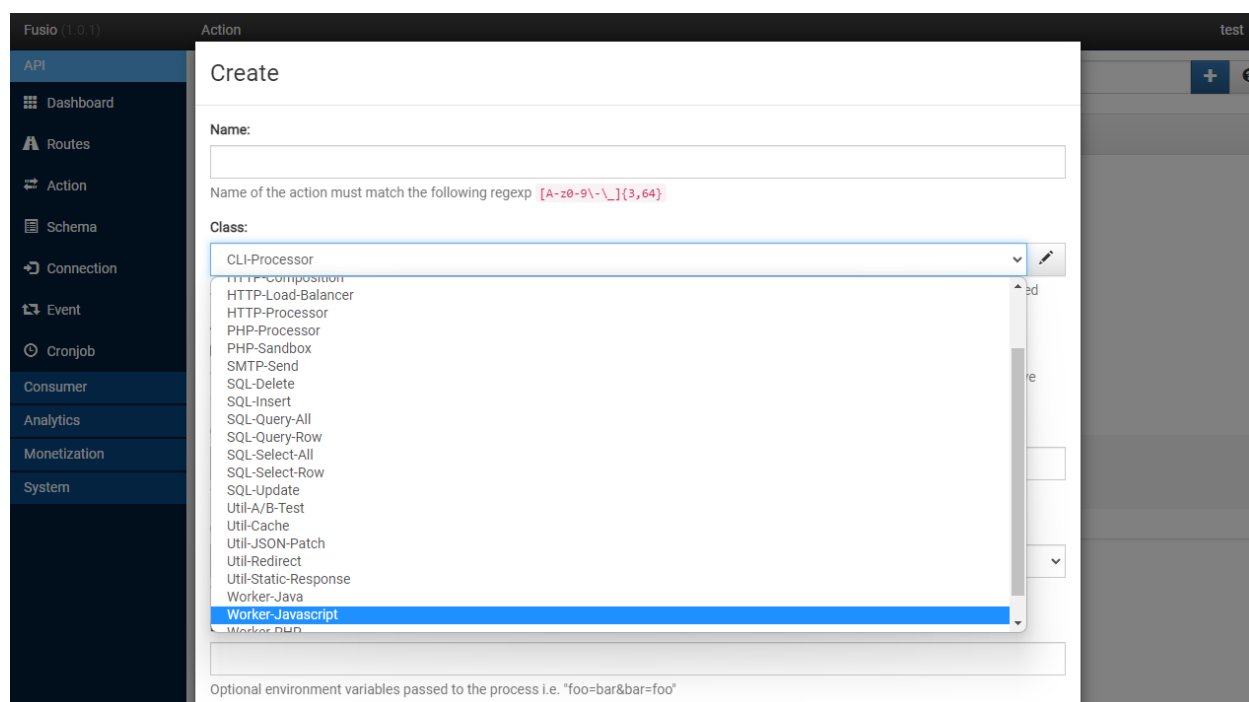 Fusio (1.0.1)
Action
test
API
Dashboard
Routes
Action
Schema
Connection
Event
Cronjob
Consumer
Analytics
Monetization
System
Create
Name:
Name of the action must match the following regexp [A-z0-9\-\_]{3,64}
Class:
CLI-Processor
HTTP-Composition
HTTP-Load-Balancer
HTTP-Processor
PHP-Processor
PHP-Sandbox
SMTP-Send
SQL-Delete
SQL-Insert
SQL-Query-All
SQL-Query-Row
SQL-Select-All
SQL-Select-Row
SQL-Update
Util-A/B-Test
Util-Cache
Util-JSON-Patch
Util-Redirect
Util-Static-Response
Worker-Java
Worker-Javascript
Worker-PHP
Optional environment variables passed to the process i.e. "foo=bar&bar=foo"